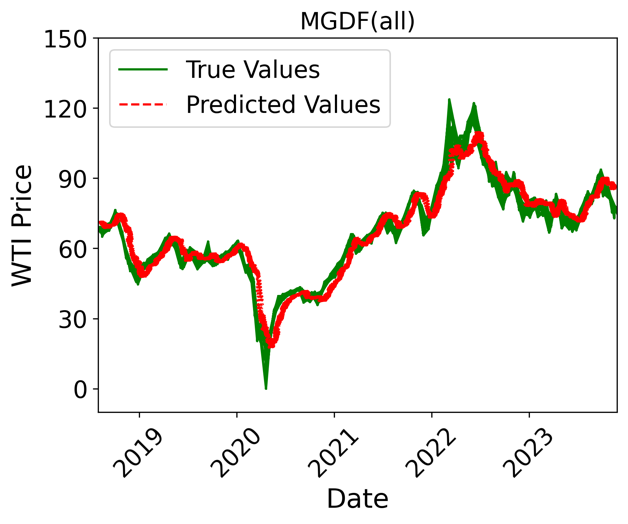 MGDF(all)
150
120
90
60
30
0
WTI Price
True Values
Predicted Values
2019
2020
2021
2022
2023
Date